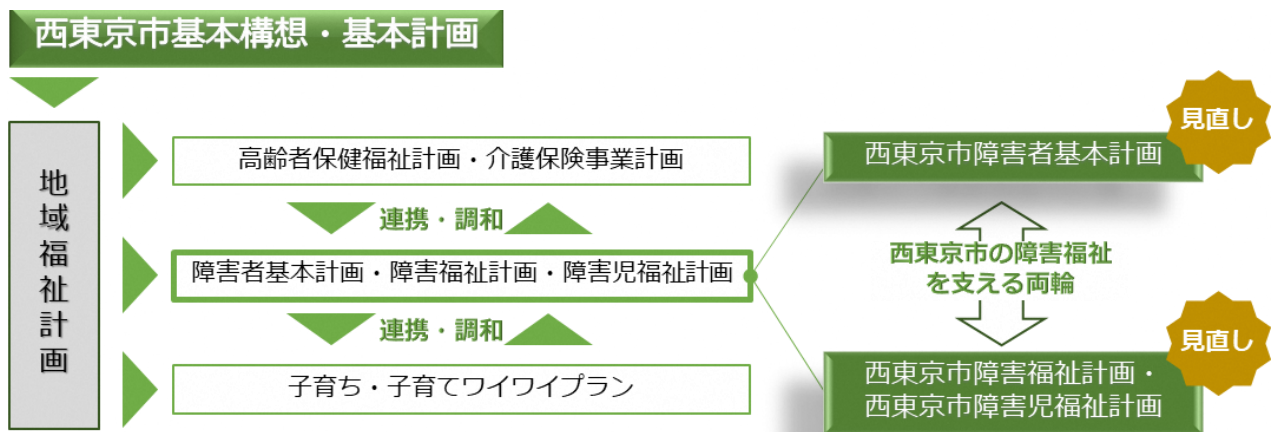 西東京市基本構想・基本計画
地域福祉計画
高齢者保健福祉計画・介護保険事業計画
連携・調和
障害者基本計画・障害福祉計画・障害児福祉計画
連携・調和
子育ち・子育てワイワイプラン
見直し
西東京市障害者基本計画
西東京市の障害福祉
を支える両輪
見直し
西東京市障害福祉計画・
西東京市障害児福祉計画